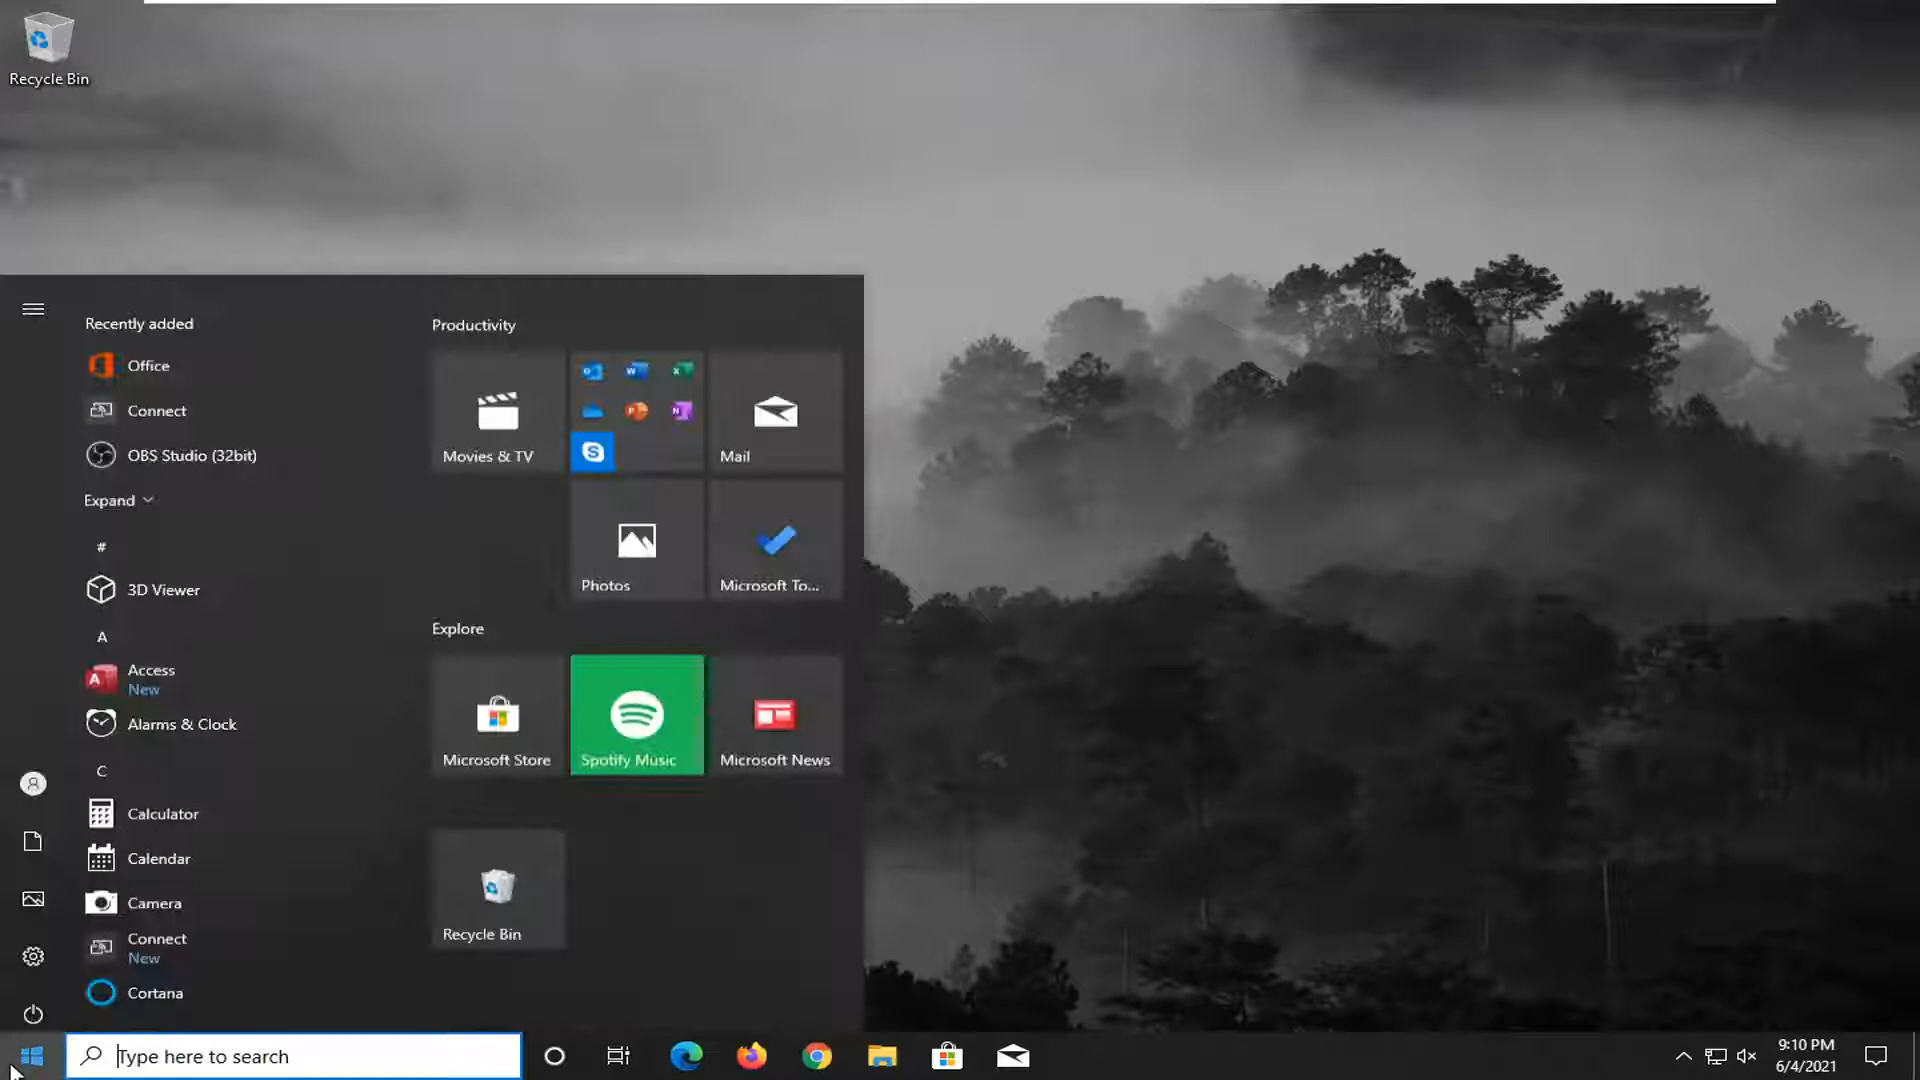 Recycle Bin
Recently added
Office
Connect
OBS Studio (32bit)
Expand
#
3D Viewer
A
Access
New
Alarms & Clock
C
Calculator
Calendar
Camera
Connect
New
Cortana
Productivity
Movies & TV
Mail
Photos
Microsoft To...
Explore
Microsoft Store
Spotify Music
Microsoft News
Recycle Bin
Type here to search
9:10 PM
6/4/2021